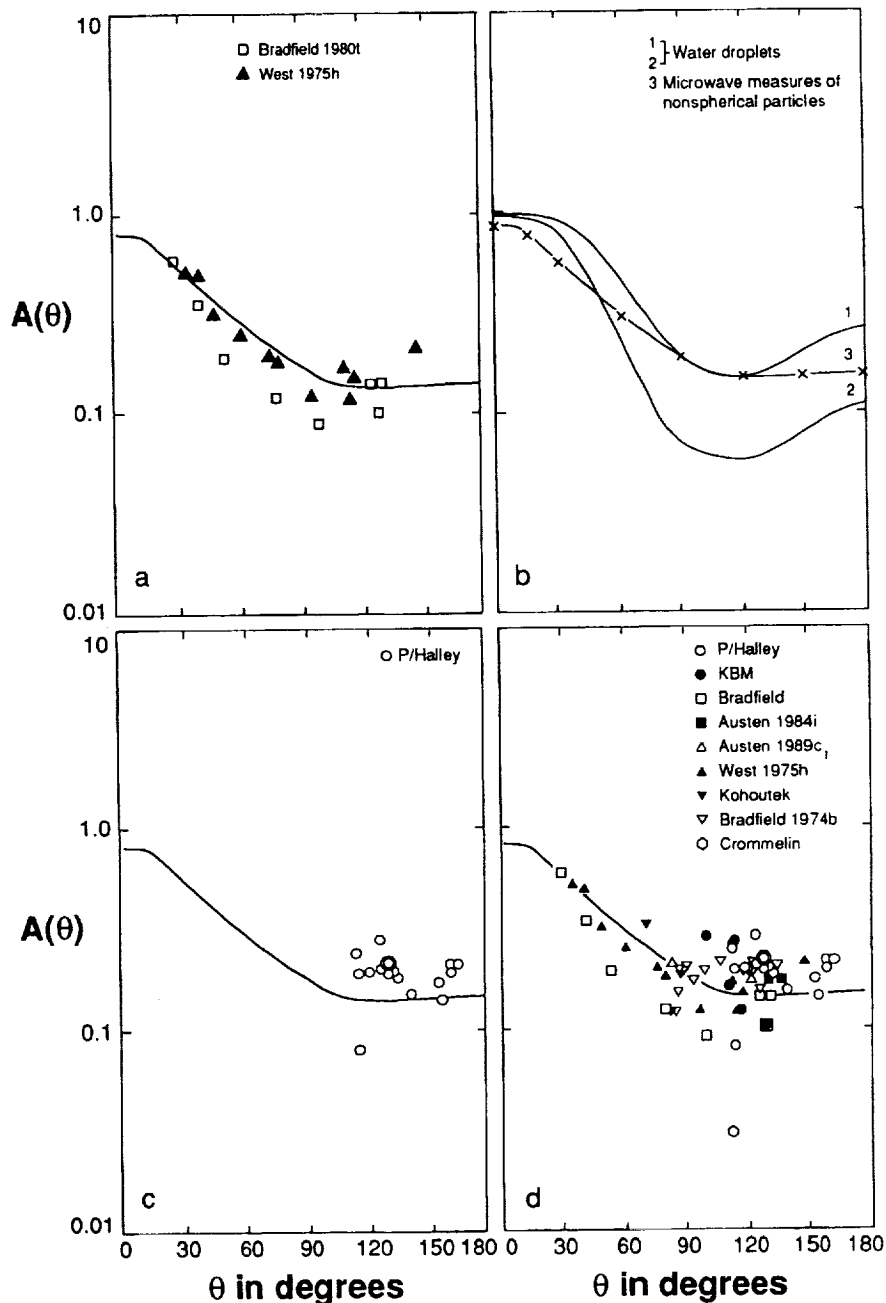 10
1.0
A(θ)
0.1
0.01
□ Bradfield 1980t
▲ West 1975h
a
1
2
Water droplets
3 Microwave measures of
nonspherical particles
1
3
2
b
10
1.0
A(θ)
0.1
0.01
○ P/Halley
c
0 30 60 90 120 150 180
θ in degrees
○ P/Halley
● KBM
□ Bradfield
■ Austen 1984i
△ Austen 1989c₁
▲ West 1975h
▼ Kohoutek
▽ Bradfield 1974b
○ Crommelin
d
0 30 60 90 120 150 180
θ in degrees